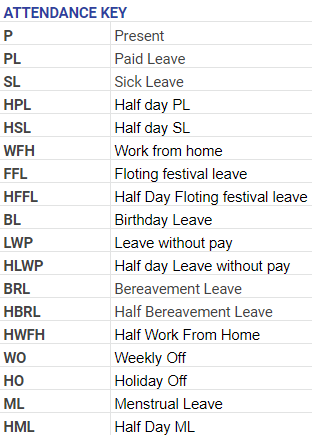 ATTENDANCE KEY
P Present
PL Paid Leave
SL Sick Leave
HPL Half day PL
HSL Half day SL
WFH Work from home
FFL Floting festival leave
HFFL Half Day Floting festival leave
BL Birthday Leave
LWP Leave without pay
HLWP Half day Leave without pay
BRL Bereavement Leave
HBRL Half Bereavement Leave
HWFH Half Work From Home
WO Weekly Off
HO Holiday Off
ML Menstrual Leave
HML Half Day ML